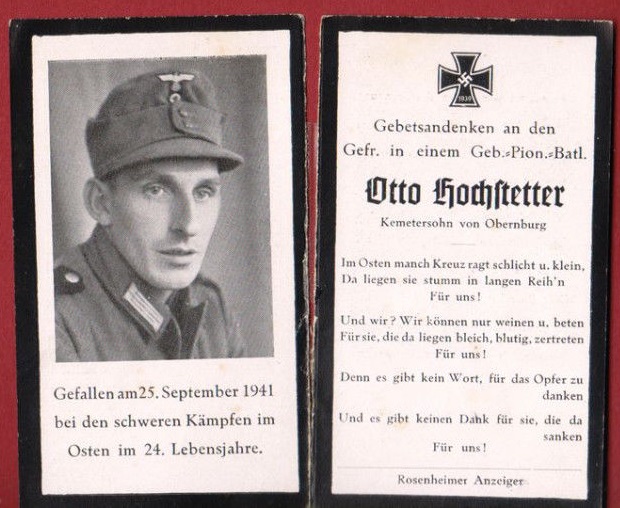 Gefallen am 25. September 1941
bei den schweren Kämpfen im
Osten im 24. Lebensjahre.
1939
Gebetsandenken an den
Gefr. in einem Geb.=Pion.=Batl.
Otto Hochstetter
Kemetersohn von Obernburg
Im Osten manch Kreuz ragt schlicht u. klein,
Da liegen sie stumm in langen Reih'n
Für uns!
Und wir? Wir können nur weinen u. beten
Für sie, die da liegen bleich, blutig, zertreten
Für uns!
Denn es gibt kein Wort, für das Opfer zu
danken
Und es gibt keinen Dank für sie, die da
sanken
Für uns!
Rosenheimer Anzeiger